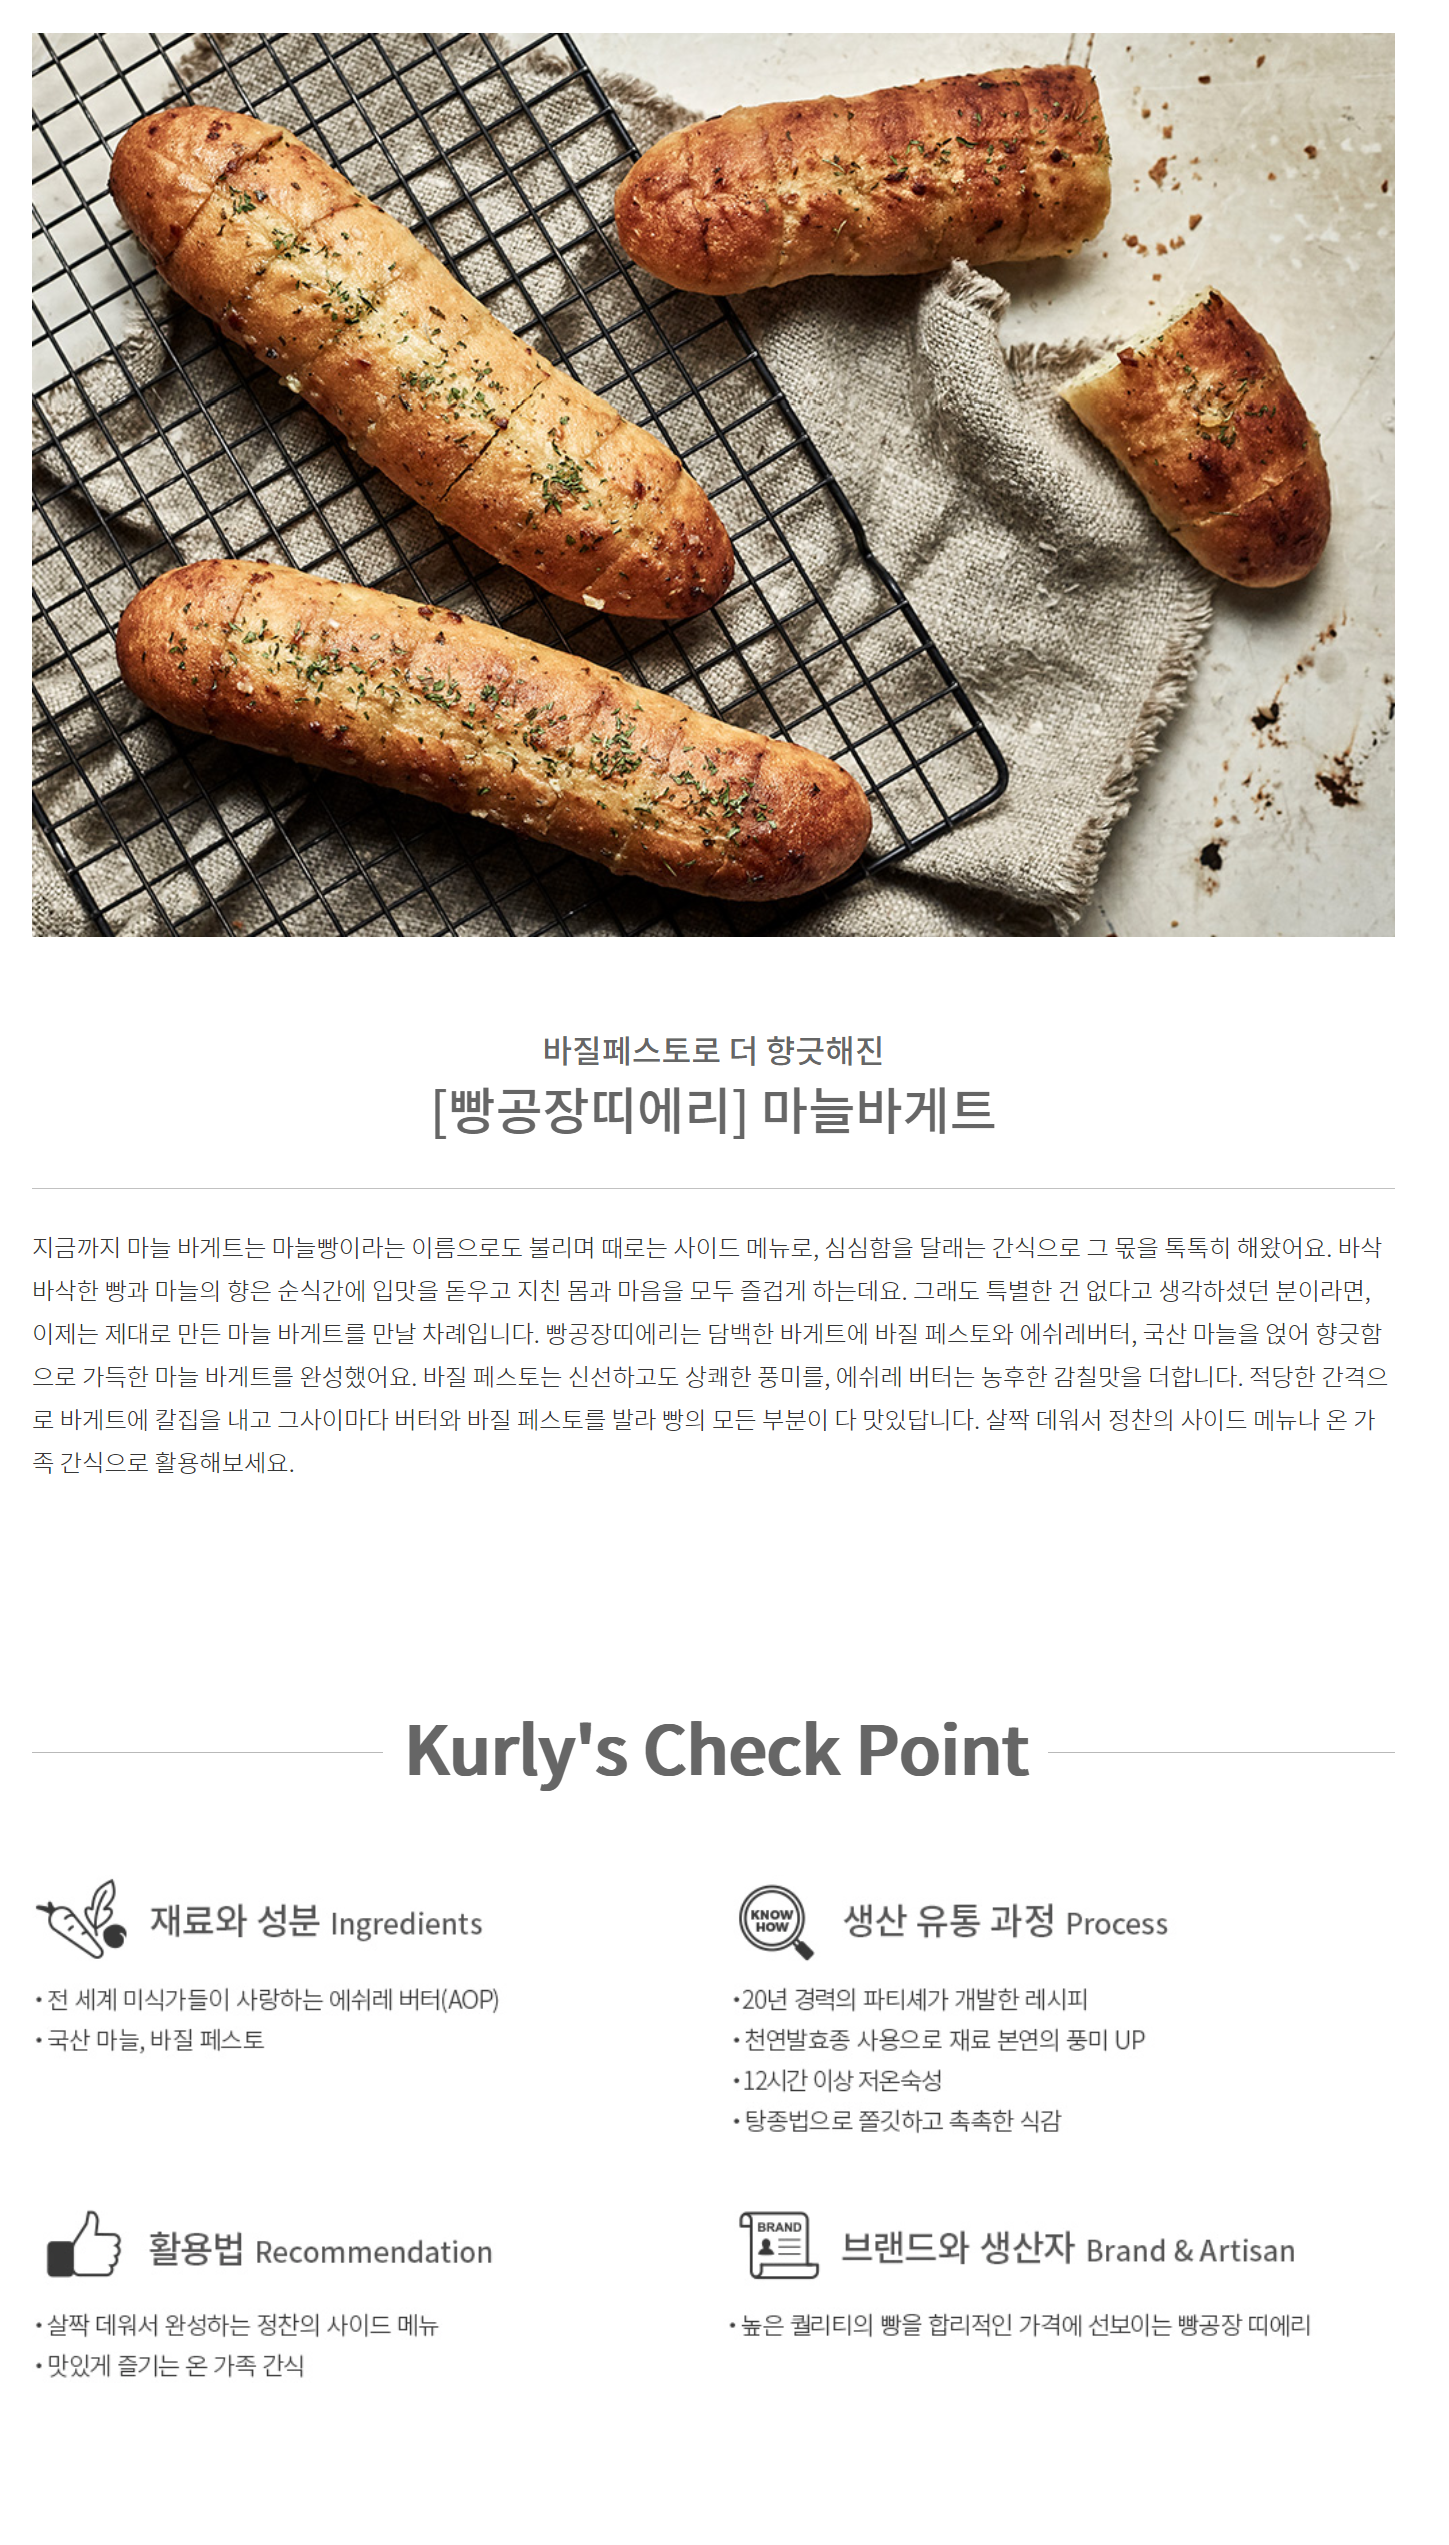 바질페스토로 더 향긋해진
[빵공장띠에리] 마늘바게트
지금까지 마늘 바게트는 마늘빵이라는 이름으로도 불리며 때로는 사이드 메뉴로, 심심함을 달래는 간식으로 그 몫을 톡톡히 해왔어요. 바삭
바삭한 빵과 마늘의 향은 순식간에 입맛을 돋우고 지친 몸과 마음을 모두 즐겁게 하는데요. 그래도 특별한 건 없다고 생각하셨던 분이라면,
이제는 제대로 만든 마늘 바게트를 만날 차례입니다. 빵공장띠에리는 담백한 바게트에 바질 페스토와 에쉬레버터, 국산 마늘을 얹어 향긋함
으로 가득한 마늘 바게트를 완성했어요. 바질 페스토는 신선하고도 상쾌한 풍미를, 에쉬레 버터는 농후한 감칠맛을 더합니다. 적당한 간격으
로 바게트에 칼집을 내고 그사이마다 버터와 바질 페스토를 발라 빵의 모든 부분이 다 맛있답니다. 살짝 데워서 정찬의 사이드 메뉴나 온 가
족 간식으로 활용해보세요.
Kurly's Check Point
재료와 성분 Ingredients
• 전 세계 미식가들이 사랑하는 에쉬레 버터(AOP)
• 국산 마늘, 바질 페스토
KNOW
HOW
생산 유통 과정 Process
• 20년 경력의 파티셰가 개발한 레시피
• 천연발효종 사용으로 재료 본연의 풍미 UP
• 12시간 이상 저온숙성
• 탕종법으로 쫄깃하고 촉촉한 식감
활용법 Recommendation
• 살짝 데워서 완성하는 정찬의 사이드 메뉴
• 맛있게 즐기는 온 가족 간식
BRAND
브랜드와 생산자 Brand & Artisan
• 높은 퀄리티의 빵을 합리적인 가격에 선보이는 빵공장 띠에리